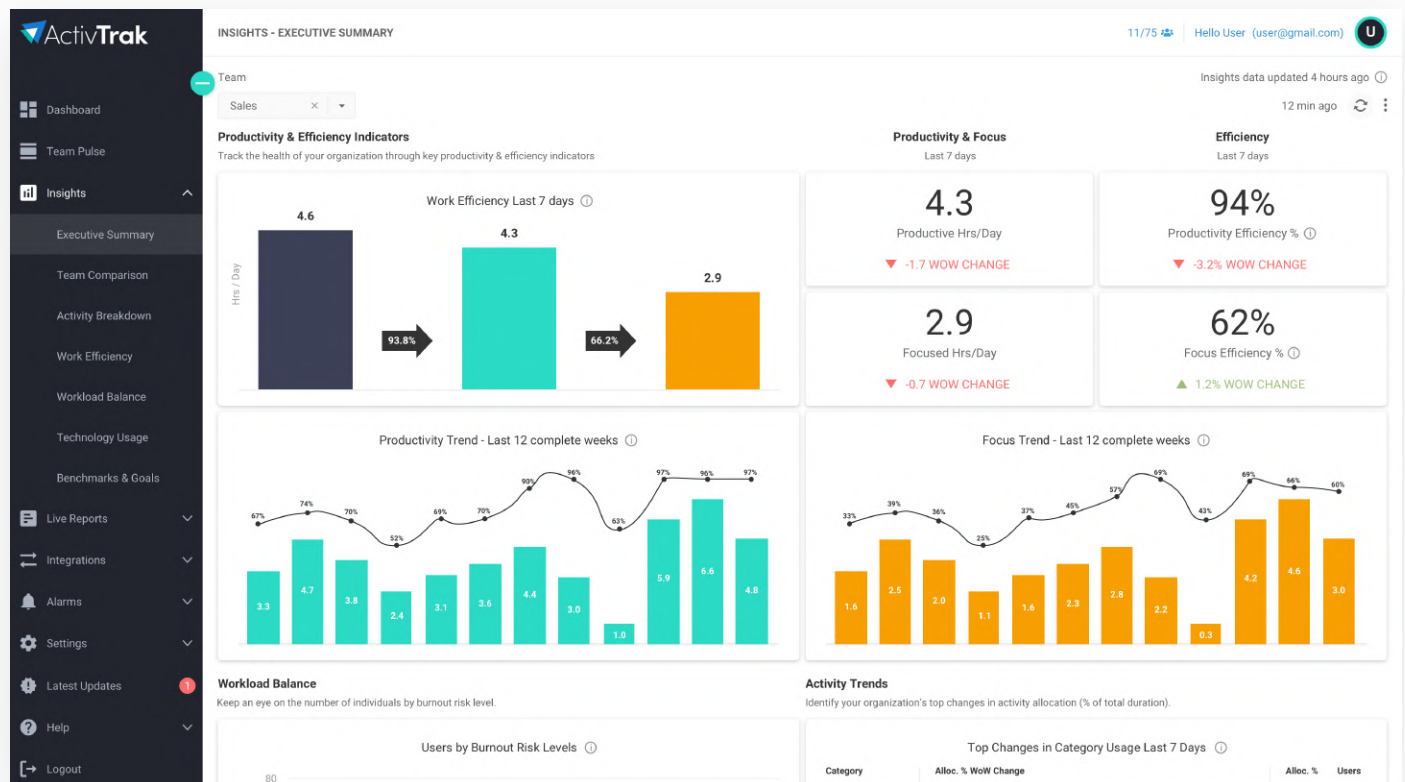 ActivTrak
INSIGHTS - EXECUTIVE SUMMARY
11/75
Hello User (user@gmail.com)
U
Dashboard
Team Pulse
Insights
Executive Summary
Team Comparison
Activity Breakdown
Work Efficiency
Workload Balance
Technology Usage
Benchmarks & Goals
Live Reports
Integrations
Alarms
Settings
Latest Updates
1
Help
Logout
Team
Insights data updated 4 hours ago
Sales
12 min ago
Productivity & Efficiency Indicators
Track the health of your organization through key productivity & efficiency indicators
Work Efficiency Last 7 days
Hrs / Day
4.6
93.8%
4.3
66.2%
2.9
Productivity & Focus
Last 7 days
4.3
Productive Hrs/Day
-1.7 WOW CHANGE
2.9
Focused Hrs/Day
-0.7 WOW CHANGE
Efficiency
Last 7 days
94%
Productivity Efficiency %
-3.2% WOW CHANGE
62%
Focus Efficiency %
1.2% WOW CHANGE
Productivity Trend - Last 12 complete weeks
67% 74% 70% 52% 69% 70% 90% 96% 63% 97% 96% 97%
3.3 4.7 3.8 2.4 3.1 3.6 4.4 3.0 1.0 5.9 6.6 4.8
Focus Trend - Last 12 complete weeks
33% 39% 36% 25% 37% 45% 57% 69% 43% 69% 66% 60%
1.6 2.5 2.0 1.1 1.6 2.3 2.8 2.2 0.3 4.2 4.6 3.0
Workload Balance
Keep an eye on the number of individuals by burnout risk level.
Users by Burnout Risk Levels
80
Activity Trends
Identify your organization's top changes in activity allocation (% of total duration).
Top Changes in Category Usage Last 7 Days
Category Alloc. % WoW Change Alloc. % Users